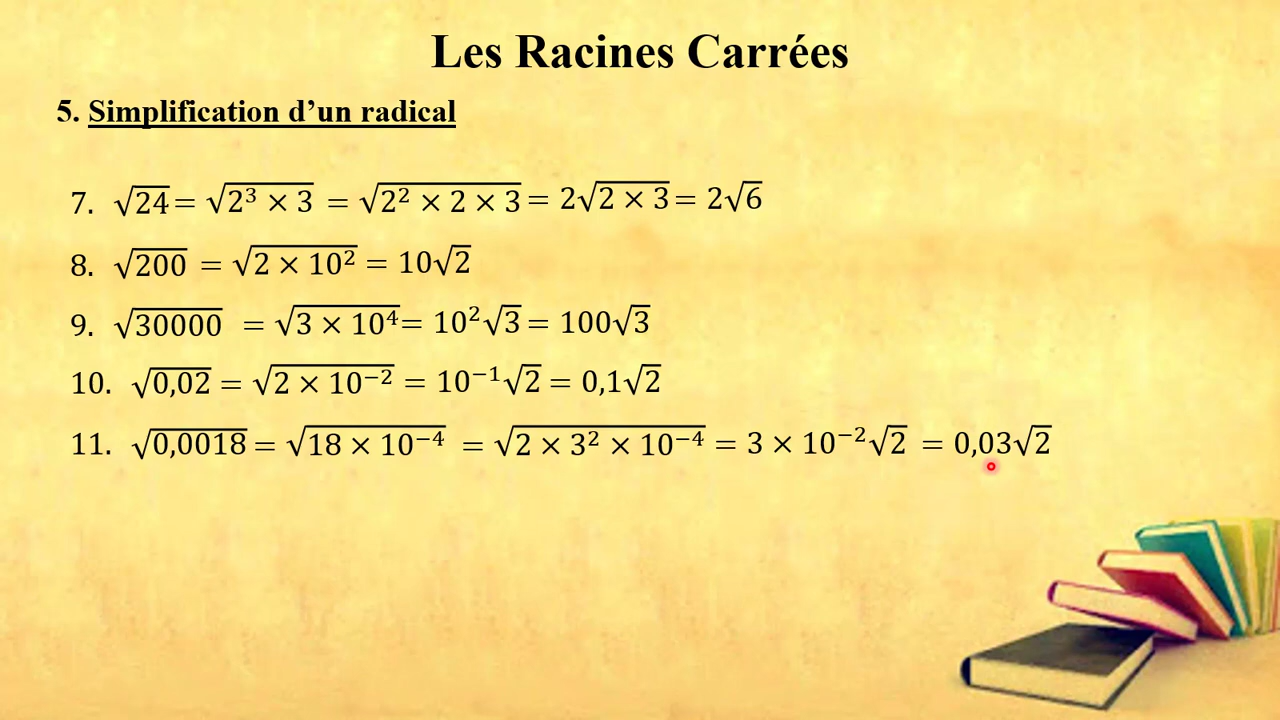 Les Racines Carrées
5. Simplification d’un radical
7. √24 = √(2³ × 3) = √(2² × 2 × 3) = 2√(2 × 3) = 2√6
8. √200 = √(2 × 10²) = 10√2
9. √30000 = √(3 × 10⁴) = 10²√3 = 100√3
10. √0,02 = √(2 × 10⁻²) = 10⁻¹√2 = 0,1√2
11. √0,0018 = √(18 × 10⁻⁴) = √(2 × 3² × 10⁻⁴) = 3 × 10⁻²√2 = 0,03√2